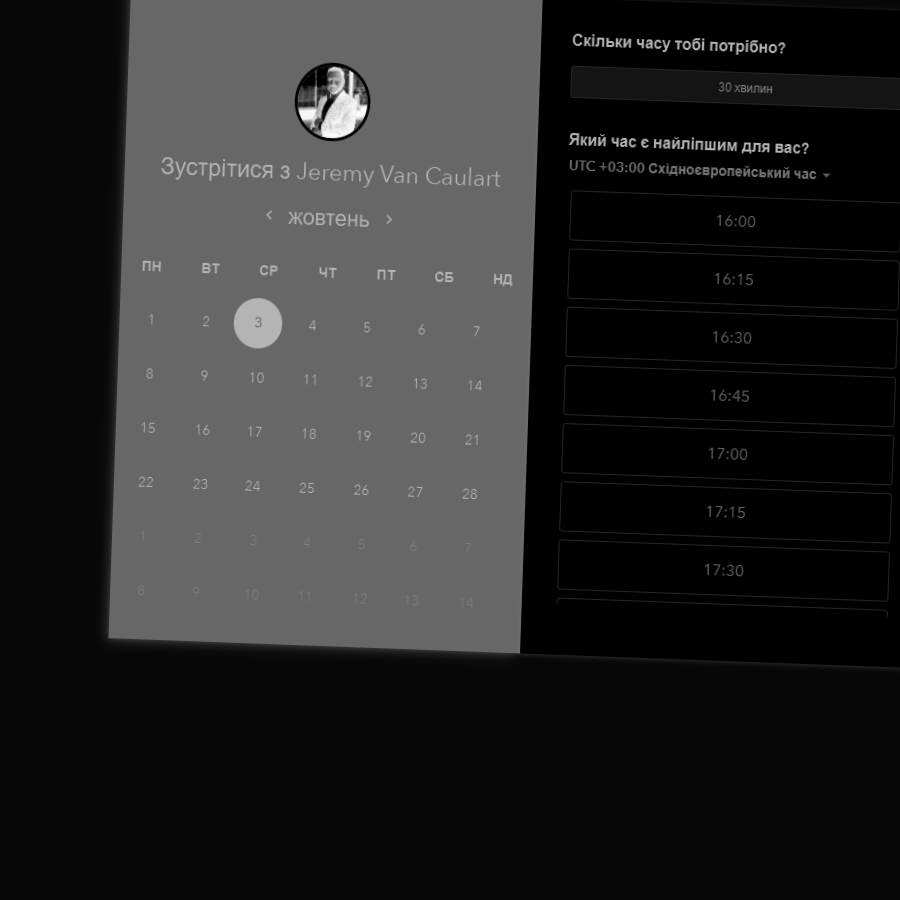 Зустрітися з Jeremy Van Caulart
‹ жовтень ›
ПН ВТ СР ЧТ ПТ СБ НД
1 2 3 4 5 6 7
8 9 10 11 12 13 14
15 16 17 18 19 20 21
22 23 24 25 26 27 28
1 2 3 4 5 6 7
8 9 10 11 12 13 14
Скільки часу тобі потрібно?
30 хвилин
Який час є найліпшим для вас?
UTC +03:00 Східноєвропейський час
16:00
16:15
16:30
16:45
17:00
17:15
17:30